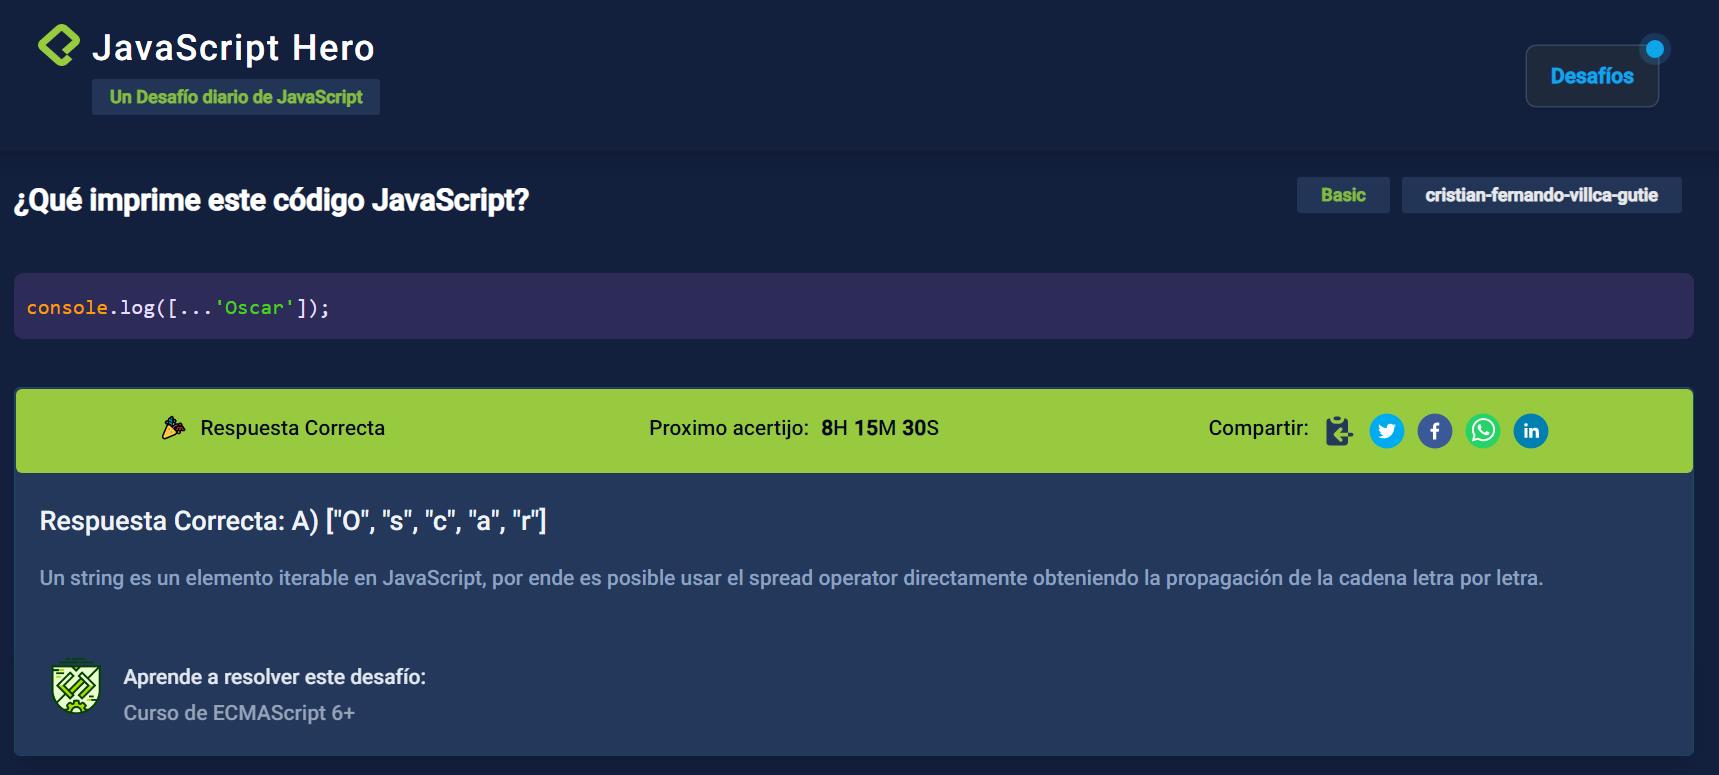 JavaScript Hero
Un Desafío diario de JavaScript
Desafíos
¿Qué imprime este código JavaScript?
Basic
cristian-fernando-villca-gutie
console.log([...'Oscar']);
Respuesta Correcta
Proximo acertijo: 8H 15M 30S
Compartir:
Respuesta Correcta: A) ["O", "s", "c", "a", "r"]
Un string es un elemento iterable en JavaScript, por ende es posible usar el spread operator directamente obteniendo la propagación de la cadena letra por letra.
Aprende a resolver este desafío:
Curso de ECMAScript 6+